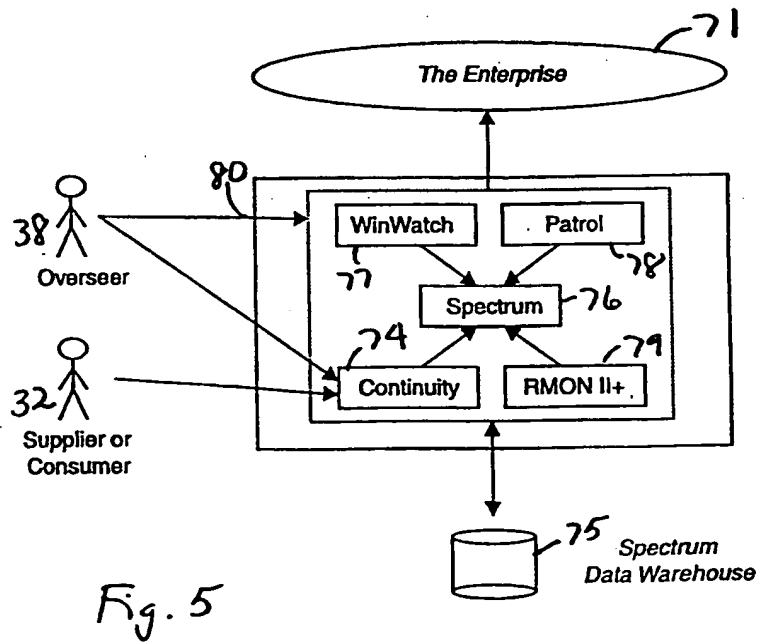 71
The Enterprise
80
38
Overseer
WinWatch
77
Patrol
78
Spectrum
76
74
Continuity
79
RMON II+
32
Supplier or
Consumer
75
Spectrum
Data Warehouse
Fig. 5